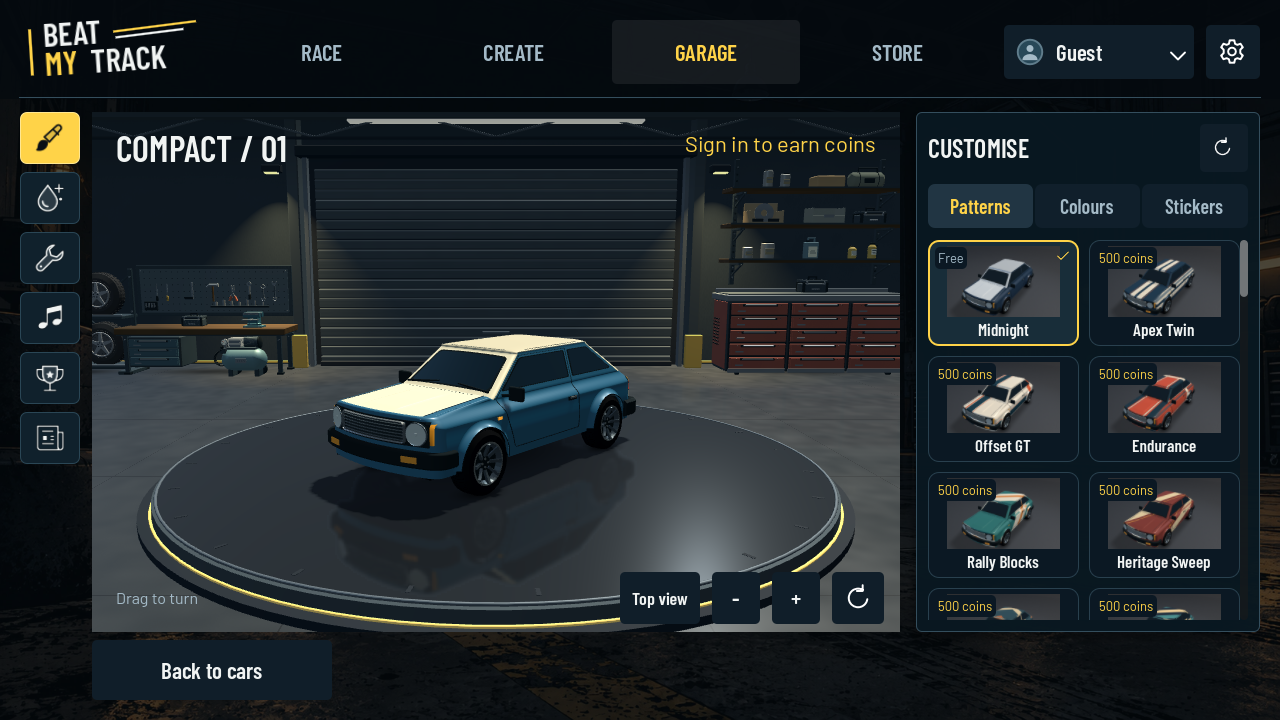 BEAT
MY TRACK
RACE
CREATE
GARAGE
STORE
Guest
COMPACT / 01
Sign in to earn coins
Drag to turn
Top view
-
+
Back to cars
CUSTOMISE
Patterns
Colours
Stickers
Free
Midnight
500 coins
Apex Twin
500 coins
Offset GT
500 coins
Endurance
500 coins
Rally Blocks
500 coins
Heritage Sweep
500 coins
500 coins